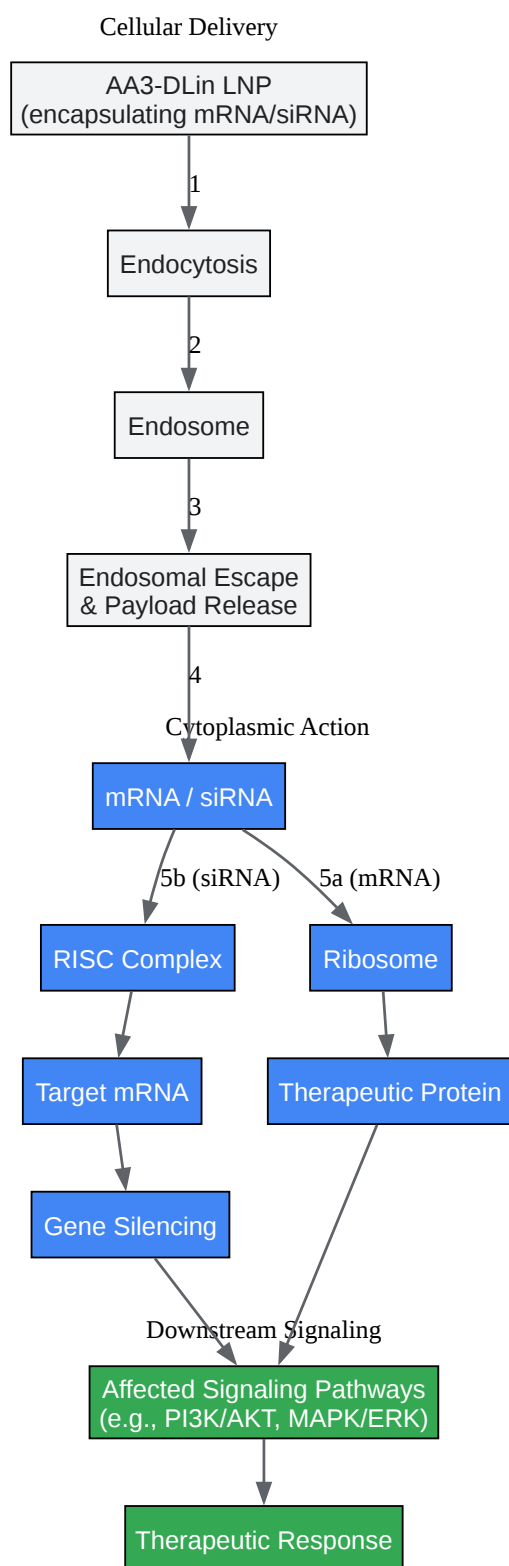 Cellular Delivery
AA3-DLin LNP
(encapsulating mRNA/siRNA)
1
Endocytosis
2
Endosome
3
Endosomal Escape
& Payload Release
4
Cytoplasmic Action
mRNA / siRNA
5b (siRNA)
5a (mRNA)
RISC Complex
Ribosome
Target mRNA
Therapeutic Protein
Gene Silencing
Downstream Signaling
Affected Signaling Pathways
(e.g., PI3K/AKT, MAPK/ERK)
Therapeutic Response